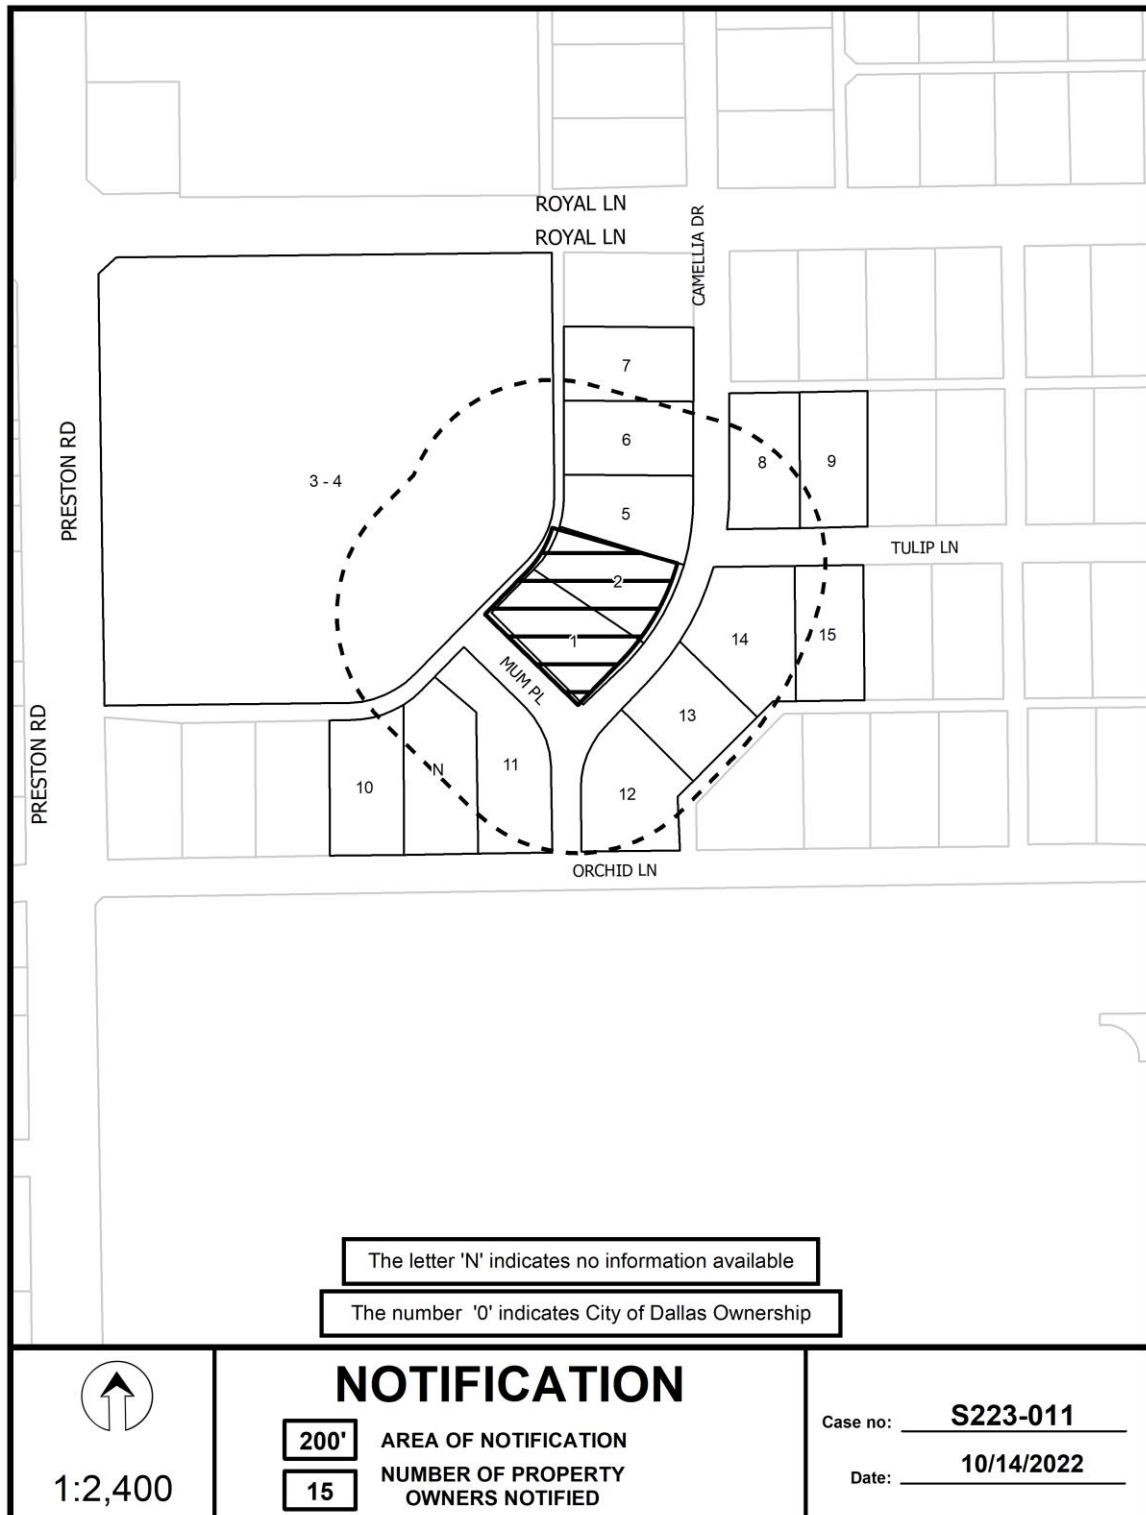 ROYAL LN
ROYAL LN
CAMELLIA DR
7
6
8
9
PRESTON RD
3 - 4
5
TULIP LN
2
1
14
15
MUM PL
13
PRESTON RD
11
N
10
12
ORCHID LN
The letter 'N' indicates no information available
The number '0' indicates City of Dallas Ownership
1:2,400
NOTIFICATION
200' AREA OF NOTIFICATION
15 NUMBER OF PROPERTY
OWNERS NOTIFIED
Case no: S223-011
Date: 10/14/2022